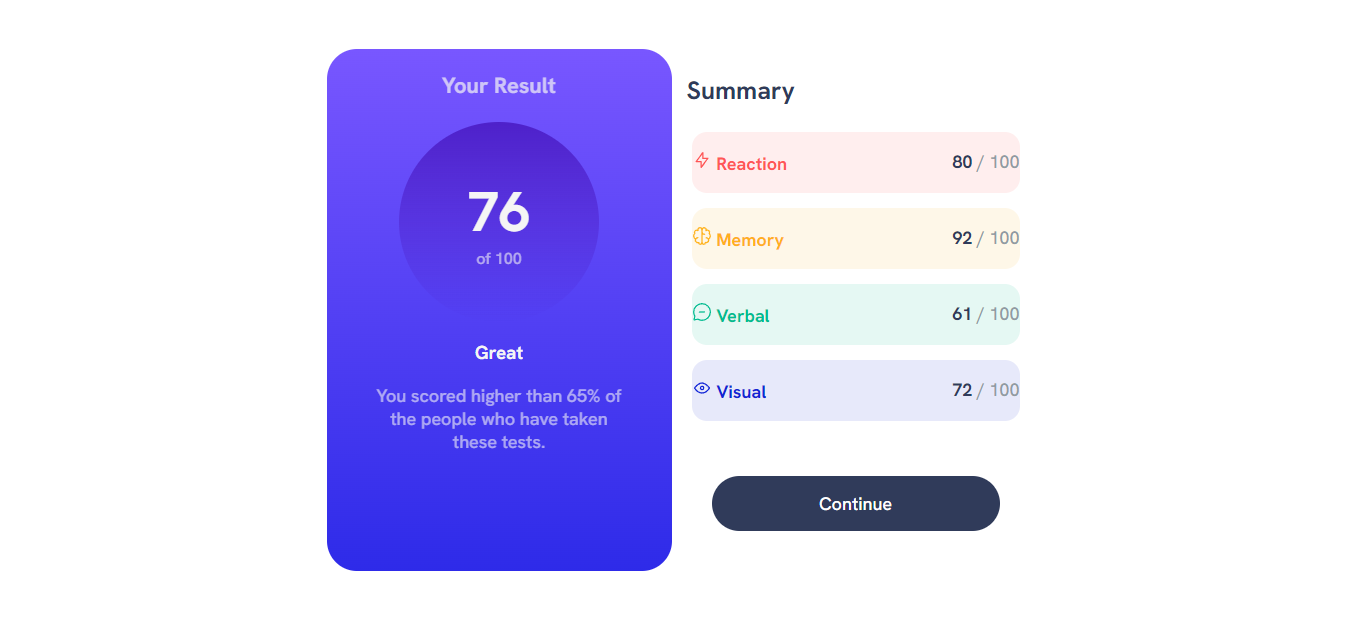 Your Result
76
of 100
Great
You scored higher than 65% of
the people who have taken
these tests.
Summary
Reaction 80 / 100
Memory 92 / 100
Verbal 61 / 100
Visual 72 / 100
Continue